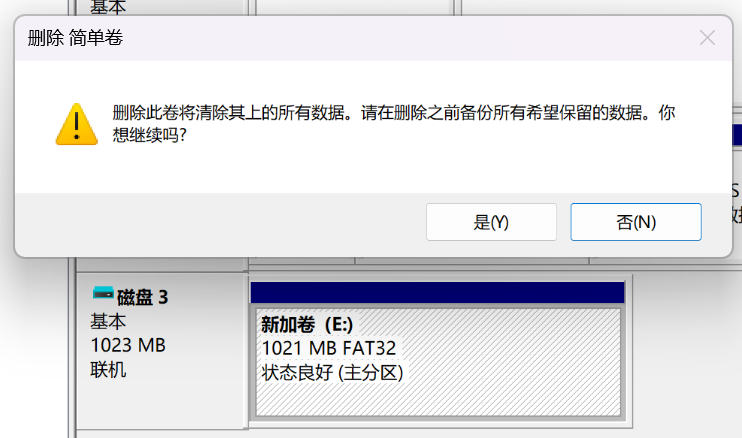 基本
删除 简单卷
删除此卷将清除其上的所有数据。请在删除之前备份所有希望保留的数据。你
想继续吗?
是(Y)
否(N)
磁盘 3
基本
1023 MB
联机
新加卷 (E:)
1021 MB FAT32
状态良好 (主分区)